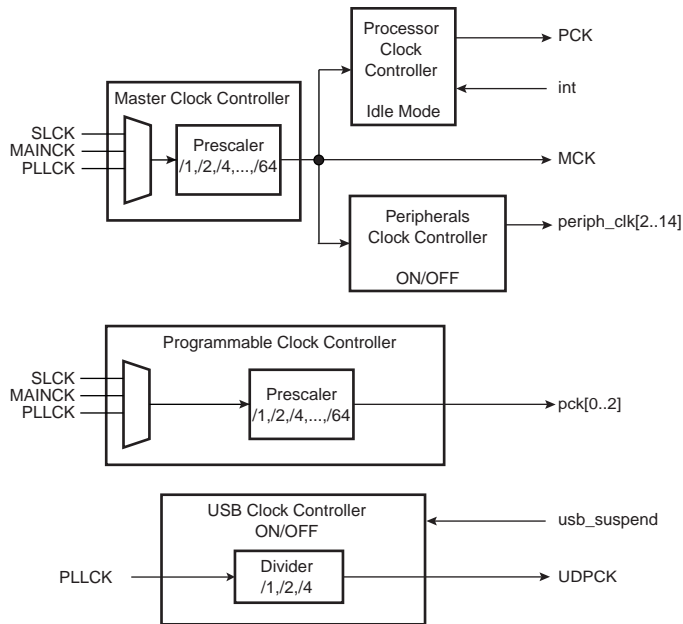 Processor
Clock
Controller
Idle Mode
PCK
int
Master Clock Controller
SLCK
MAINCK
PLLCK
Prescaler
/1,/2,/4,...,/64
MCK
Peripherals
Clock Controller
ON/OFF
periph_clk[2..14]
Programmable Clock Controller
SLCK
MAINCK
PLLCK
Prescaler
/1,/2,/4,...,/64
pck[0..2]
USB Clock Controller
ON/OFF
usb_suspend
PLLCK
Divider
/1,/2,/4
UDPCK